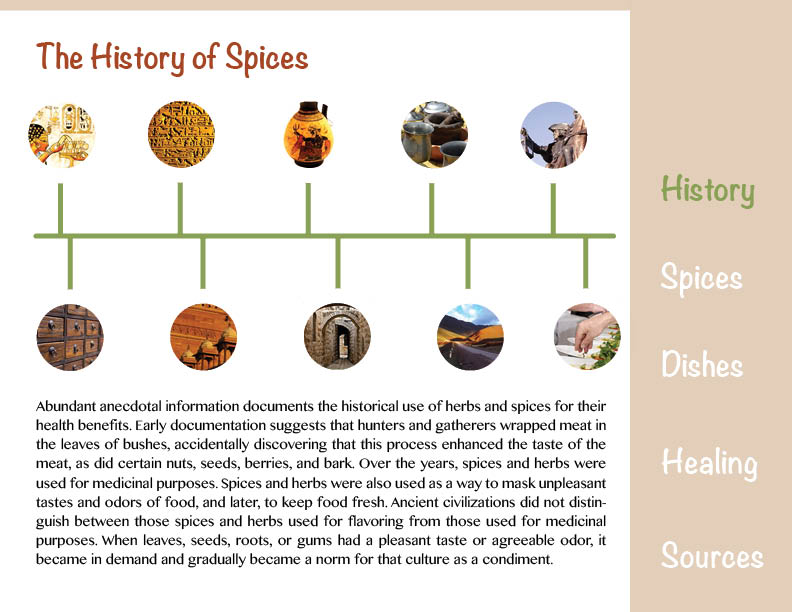 The History of Spices
History
Spices
Dishes
Healing
Sources
Abundant anecdotal information documents the historical use of herbs and spices for their
health benefits. Early documentation suggests that hunters and gatherers wrapped meat in
the leaves of bushes, accidentally discovering that this process enhanced the taste of the
meat, as did certain nuts, seeds, berries, and bark. Over the years, spices and herbs were
used for medicinal purposes. Spices and herbs were also used as a way to mask unpleasant
tastes and odors of food, and later, to keep food fresh. Ancient civilizations did not distin-
guish between those spices and herbs used for flavoring from those used for medicinal
purposes. When leaves, seeds, roots, or gums had a pleasant taste or agreeable odor, it
became in demand and gradually became a norm for that culture as a condiment.